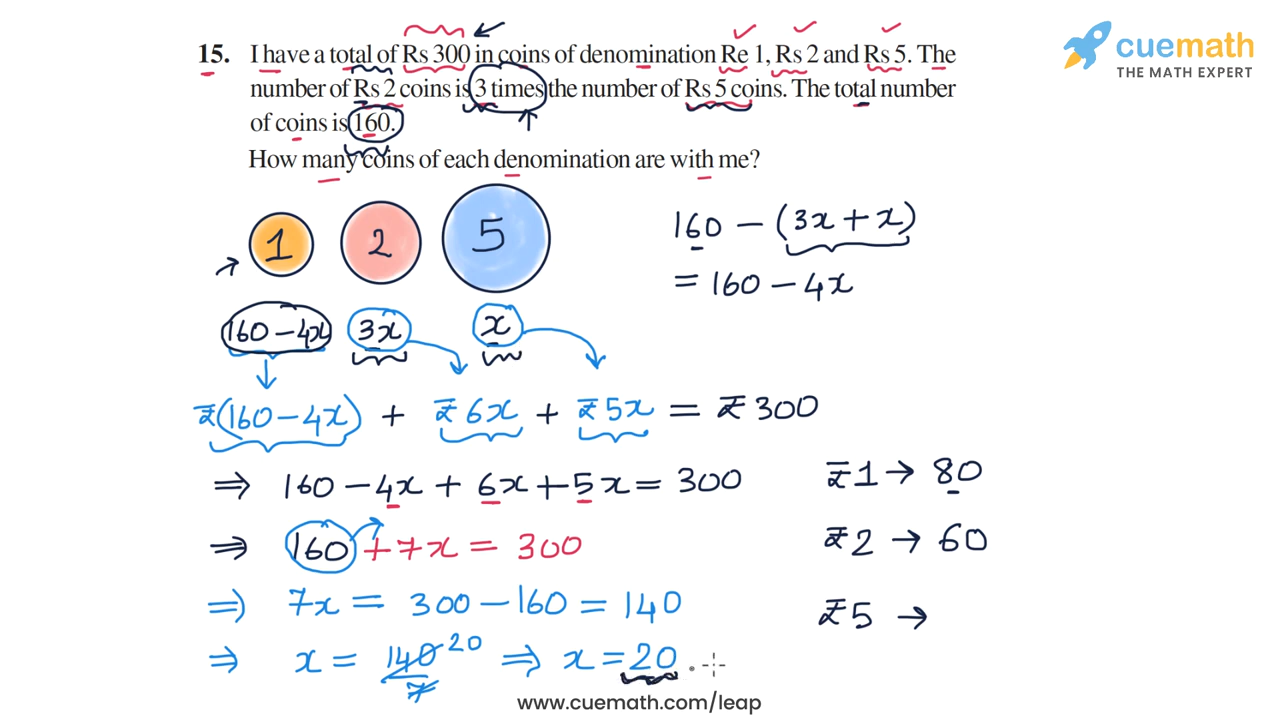 15. I have a total of Rs 300 in coins of denomination Re 1, Rs 2 and Rs 5. The
number of Rs 2 coins is 3 times the number of Rs 5 coins. The total number
of coins is 160.
How many coins of each denomination are with me?
cuemath
THE MATH EXPERT
1 2 5
160 - (3x + x)
= 160 - 4x
160 - 4x 3x x
₹(160 - 4x) + ₹6x + ₹5x = ₹300
⇒ 160 - 4x + 6x + 5x = 300
⇒ 160 + 7x = 300
⇒ 7x = 300 - 160 = 140
⇒ x = 140/7 20 ⇒ x = 20.
₹1 → 80
₹2 → 60
₹5 →
www.cuemath.com/leap